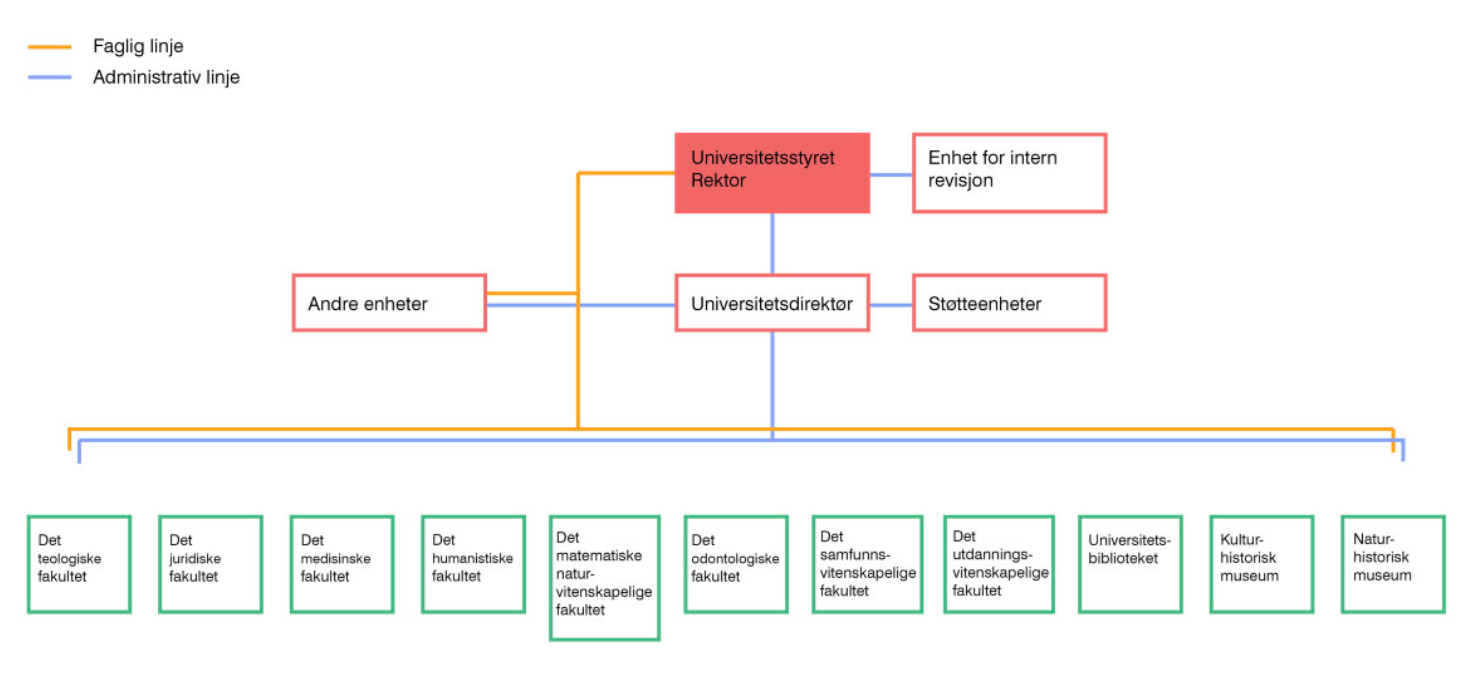 Faglig linje
Administrativ linje
Universitetsstyret
Rektor
Enhet for intern
revisjon
Andre enheter
Universitetsdirektør
Støtteenheter
Det
teologiske
fakultet
Det
juridiske
fakultet
Det
medisinske
fakultet
Det
humanistiske
fakultet
Det
matematiske
natur-
vitenskapelige
fakultet
Det
odontologiske
fakultet
Det
samfunns-
vitenskapelige
fakultet
Det
utdannings-
vitenskapelige
fakultet
Universitets-
biblioteket
Kultur-
historisk
museum
Natur-
historisk
museum